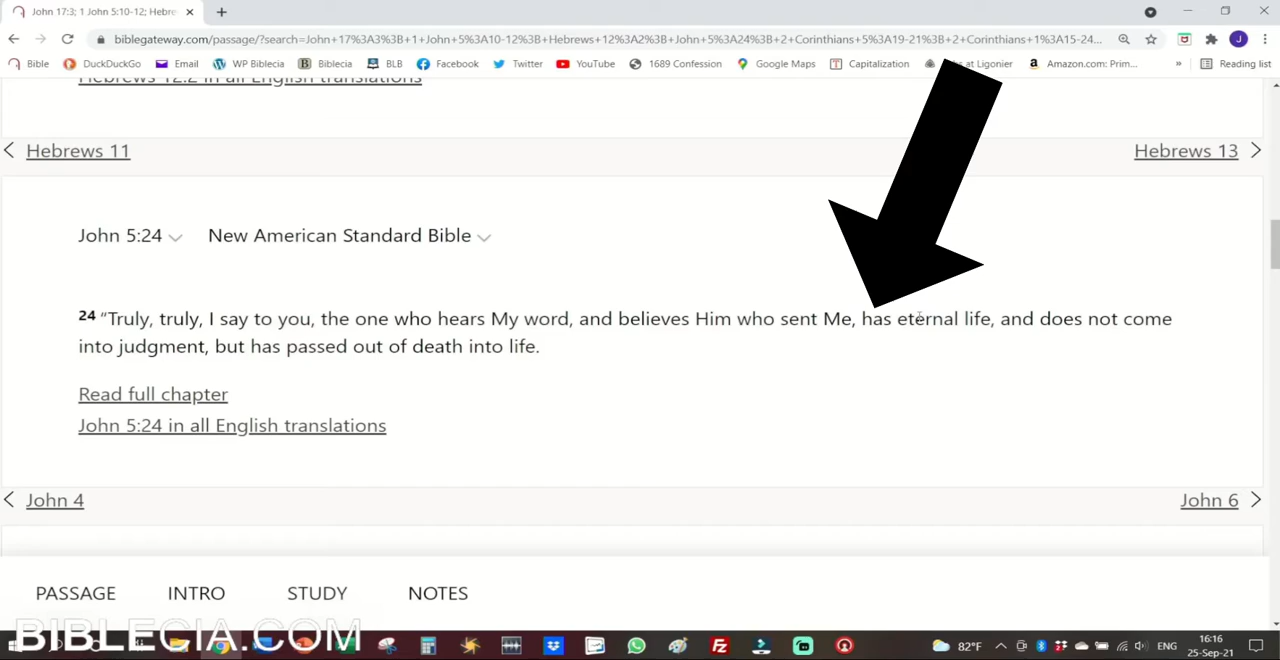 John 17:3; 1 John 5:10-12; Hebre
biblegateway.com/passage/?search=John+17%3A3%3B+1+John+5%3A10-12%3B+Hebrews+12%3A2%3B+John+5%3A24%3B+2+Corinthians+5%3A19-21%3B+2+Corinthians+1%3A15-24...
Bible DuckDuckGo Email WP Biblecia Biblecia BLB Facebook Twitter YouTube 1689 Confession Google Maps Capitalization at Ligonier Amazon.com: Prim... » Reading list
Hebrews 12:2 in all English translations
Hebrews 11 Hebrews 13
John 5:24 New American Standard Bible
24 “Truly, truly, I say to you, the one who hears My word, and believes Him who sent Me, has eternal life, and does not come
into judgment, but has passed out of death into life.
Read full chapter
John 5:24 in all English translations
John 4 John 6
PASSAGE INTRO STUDY NOTES
BIBLECIA.COM
82°F ENG 16:16
25-Sep-21